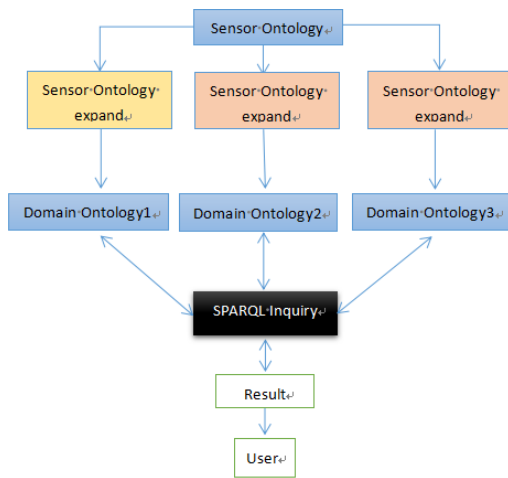 Sensor Ontology
Sensor Ontology
expand
Sensor Ontology
expand
Sensor Ontology
expand
Domain Ontology1
Domain Ontology2
Domain Ontology3
SPARQL Inquiry
Result
User